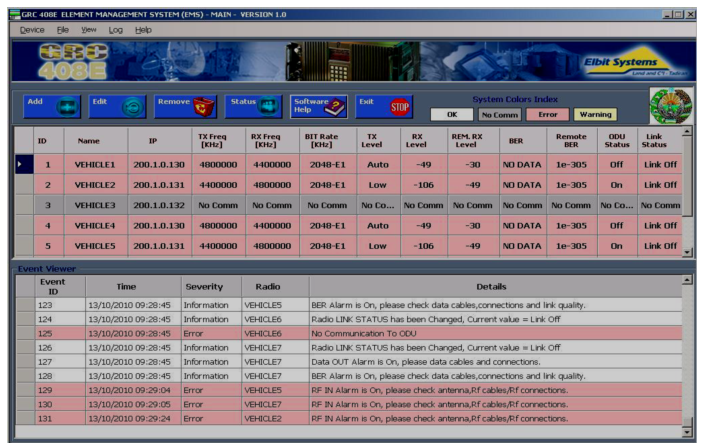 GRC 408E ELEMENT MANAGEMENT SYSTEM (EMS) - MAIN - VERSION 1.0
Device File View Log Help
GRC
408E
Elbit Systems
Land and C4I - Tadiran
Add Edit Remove Status Software Help Exit STOP
System Colors Index
OK No Comm Error Warning
ID Name IP TX Freq [KHz] RX Freq [KHz] BIT Rate [KHz] TX Level RX Level REM. RX Level BER Remote BER ODU Status Link Status
1 VEHICLE1 200.1.0.130 4800000 4400000 2048-E1 Auto -49 -30 NO DATA 1e-305 Off Link Off
2 VEHICLE2 200.1.0.131 4400000 4800000 2048-E1 Low -106 -49 NO DATA 1e-305 On Link Off
3 VEHICLE3 200.1.0.132 No Comm No Comm No Comm No Co... No Comm No Comm No Comm No Comm No Co... No Comm
4 VEHICLE4 200.1.0.130 4800000 4400000 2048-E1 Auto -49 -30 NO DATA 1e-305 Off Link Off
5 VEHICLE5 200.1.0.131 4400000 4800000 2048-E1 Low -106 -49 NO DATA 1e-305 On Link Off
Event Viewer
Event ID Time Severity Radio Details
123 13/10/2010 09:28:45 Information VEHICLE5 BER Alarm is On, please check data cables,connections and link quality.
124 13/10/2010 09:28:45 Information VEHICLE6 Radio LINK STATUS has been Changed, Current value = Link Off
125 13/10/2010 09:28:45 Error VEHICLE6 No Communication To ODU
126 13/10/2010 09:28:45 Information VEHICLE7 Radio LINK STATUS has been Changed, Current value = Link Off
127 13/10/2010 09:28:45 Information VEHICLE7 Data OUT Alarm is On, please data cables and connections.
128 13/10/2010 09:28:45 Information VEHICLE7 BER Alarm is On, please check data cables,connections and link quality.
129 13/10/2010 09:29:04 Error VEHICLE5 RF IN Alarm is On, please check antenna,Rf cables/Rf connections.
130 13/10/2010 09:29:05 Error VEHICLE7 RF IN Alarm is On, please check antenna,Rf cables/Rf connections.
131 13/10/2010 09:29:24 Error VEHICLE2 RF IN Alarm is On, please check antenna,Rf cables/Rf connections.